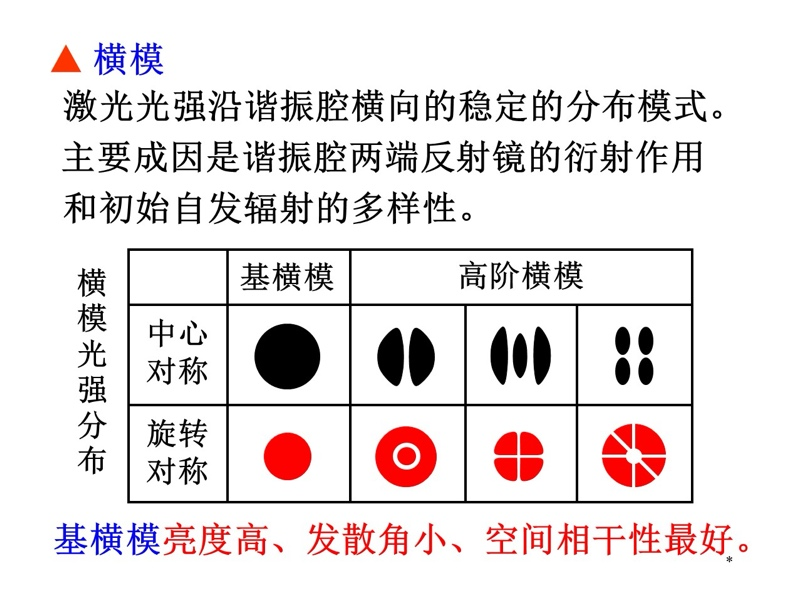 ▲ 横模
激光光强沿谐振腔横向的稳定的分布模式。
主要成因是谐振腔两端反射镜的衍射作用
和初始自发辐射的多样性。
横模光强分布
基横模 高阶横模
中心
对称
旋转
对称
基横模亮度高、发散角小、空间相干性最好。
*